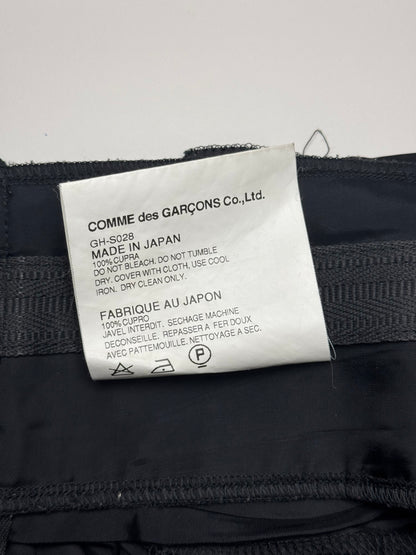 COMME des GARÇONS Co., Ltd.
GH-S028
MADE IN JAPAN
100% CUPRA
DO NOT BLEACH. DO NOT TUMBLE
DRY. COVER WITH CLOTH, USE COOL
IRON. DRY CLEAN ONLY.
FABRIQUE AU JAPON
100% CUPRO
JAVEL INTERDIT. SECHAGE MACHINE
DECONSEILLE. REPASSER A FER DOUX
AVEC PATTEMOUILLE. NETTOYAGE A SEC.
P